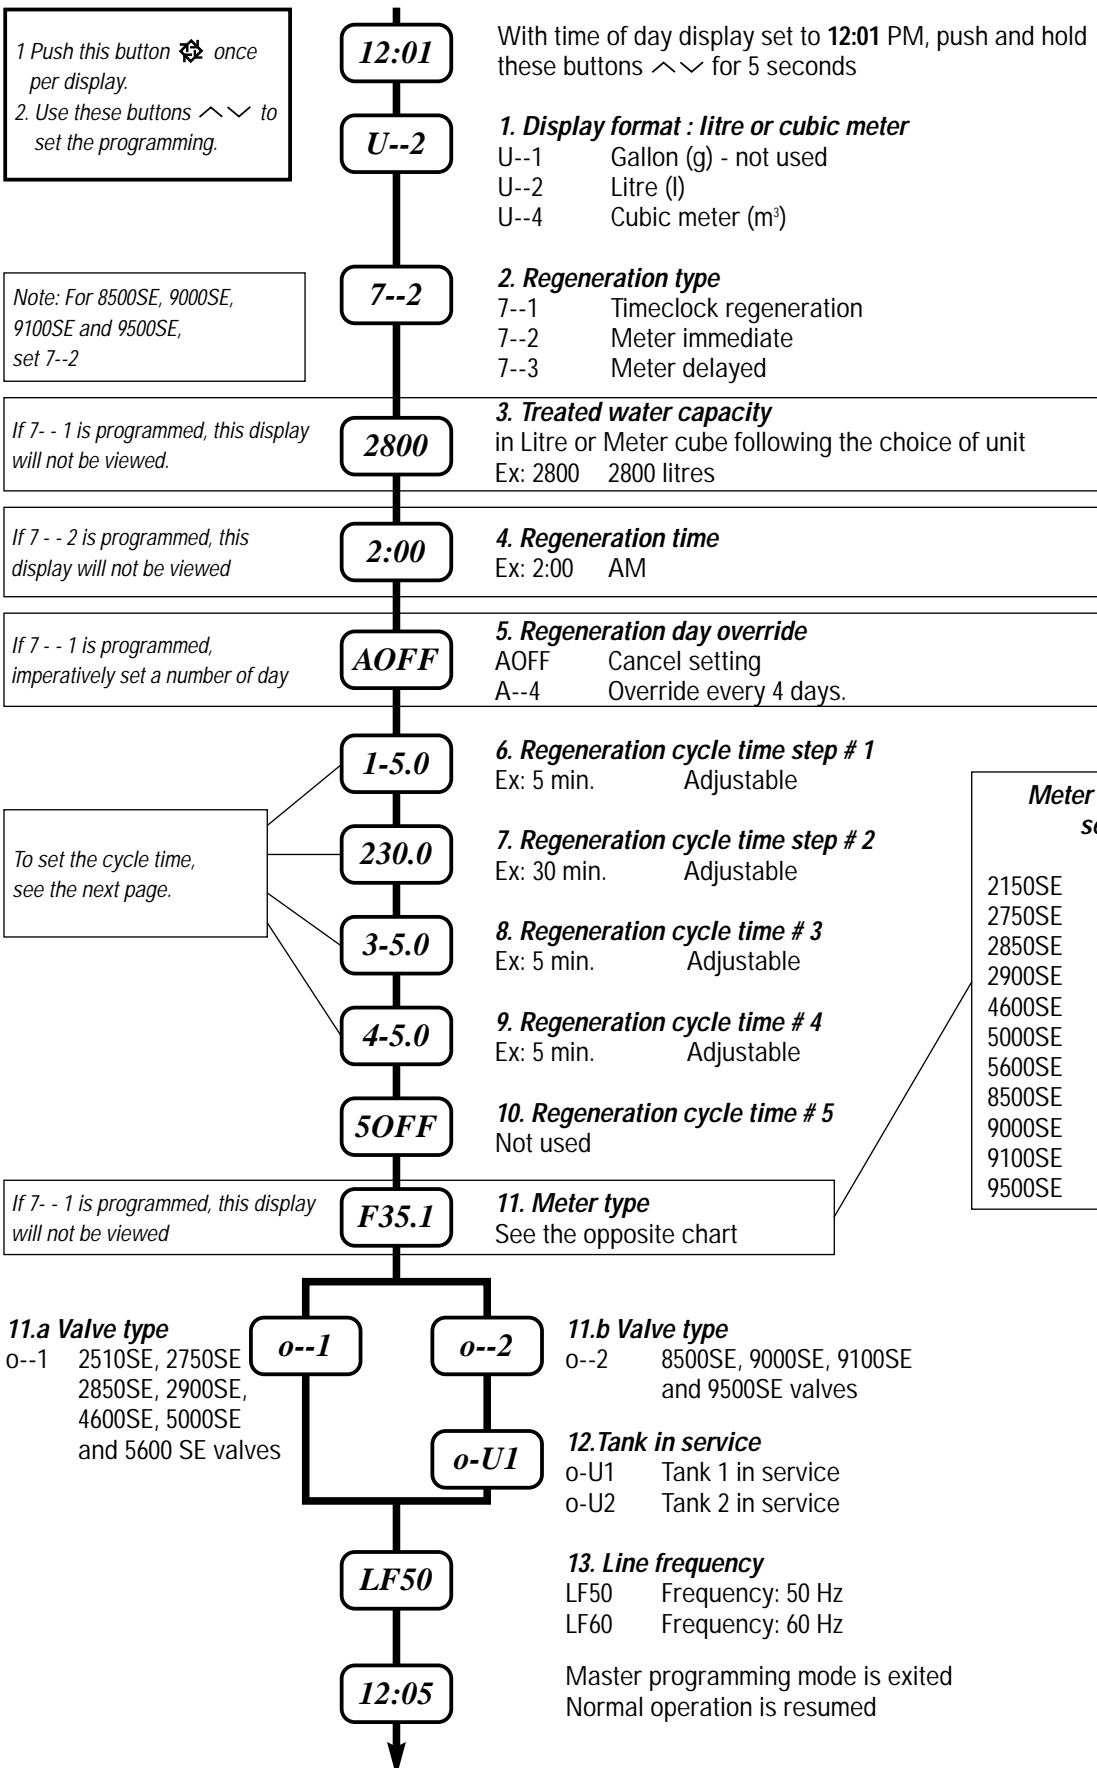 1 Push this button once
per display.
2. Use these buttons to
set the programming.
12:01
With time of day display set to 12:01 PM, push and hold
these buttons for 5 seconds
U--2
1. Display format : litre or cubic meter
U--1 Gallon (g) - not used
U--2 Litre (l)
U--4 Cubic meter (m³)
Note: For 8500SE, 9000SE,
9100SE and 9500SE,
set 7--2
7--2
2. Regeneration type
7--1 Timeclock regeneration
7--2 Meter immediate
7--3 Meter delayed
If 7- - 1 is programmed, this display
will not be viewed.
2800
3. Treated water capacity
in Litre or Meter cube following the choice of unit
Ex: 2800 2800 litres
If 7 - - 2 is programmed, this
display will not be viewed
2:00
4. Regeneration time
Ex: 2:00 AM
If 7 - - 1 is programmed,
imperatively set a number of day
AOFF
5. Regeneration day override
AOFF Cancel setting
A--4 Override every 4 days.
1-5.0
6. Regeneration cycle time step # 1
Ex: 5 min. Adjustable
To set the cycle time,
see the next page.
230.0
7. Regeneration cycle time step # 2
Ex: 30 min. Adjustable
3-5.0
8. Regeneration cycle time # 3
Ex: 5 min. Adjustable
4-5.0
9. Regeneration cycle time # 4
Ex: 5 min. Adjustable
5OFF
10. Regeneration cycle time # 5
Not used
Meter
2150SE
2750SE
2850SE
2900SE
4600SE
5000SE
5600SE
8500SE
9000SE
9100SE
9500SE
If 7- - 1 is programmed, this display
will not be viewed
F35.1
11. Meter type
See the opposite chart
11.a Valve type
o--1 2510SE, 2750SE
2850SE, 2900SE,
4600SE, 5000SE
and 5600 SE valves
o--1
o--2
11.b Valve type
o--2 8500SE, 9000SE, 9100SE
and 9500SE valves
o-U1
12.Tank in service
o-U1 Tank 1 in service
o-U2 Tank 2 in service
LF50
13. Line frequency
LF50 Frequency: 50 Hz
LF60 Frequency: 60 Hz
12:05
Master programming mode is exited
Normal operation is resumed